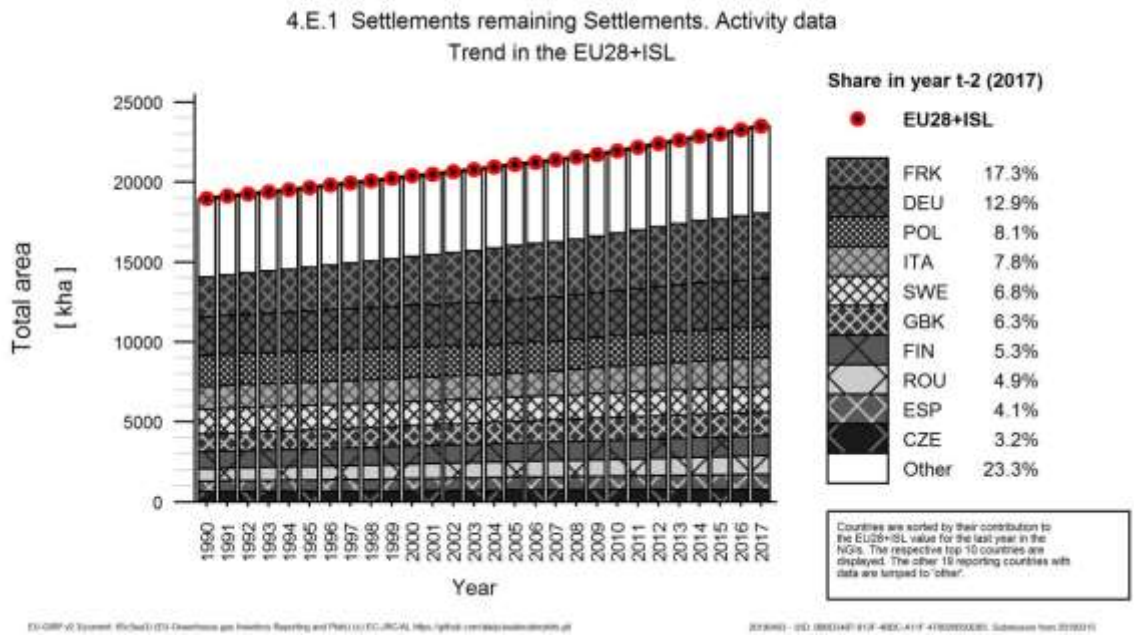 4.E.1 Settlements remaining Settlements. Activity data
Trend in the EU28+ISL
Share in year t-2 (2017)
EU28+ISL
FRK 17.3%
DEU 12.9%
POL 8.1%
ITA 7.8%
SWE 6.8%
GBK 6.3%
FIN 5.3%
ROU 4.9%
ESP 4.1%
CZE 3.2%
Other 23.3%
Total area
[ kha ]
25000
20000
15000
10000
5000
0
1990 1991 1992 1993 1994 1995 1996 1997 1998 1999 2000 2001 2002 2003 2004 2005 2006 2007 2008 2009 2010 2011 2012 2013 2014 2015 2016 2017
Year
Countries are sorted by their contribution to
the EU28+ISL value for the last year in the
NGIs. The respective top 10 countries are
displayed. The other 19 reporting countries with
data are lumped to 'other'.